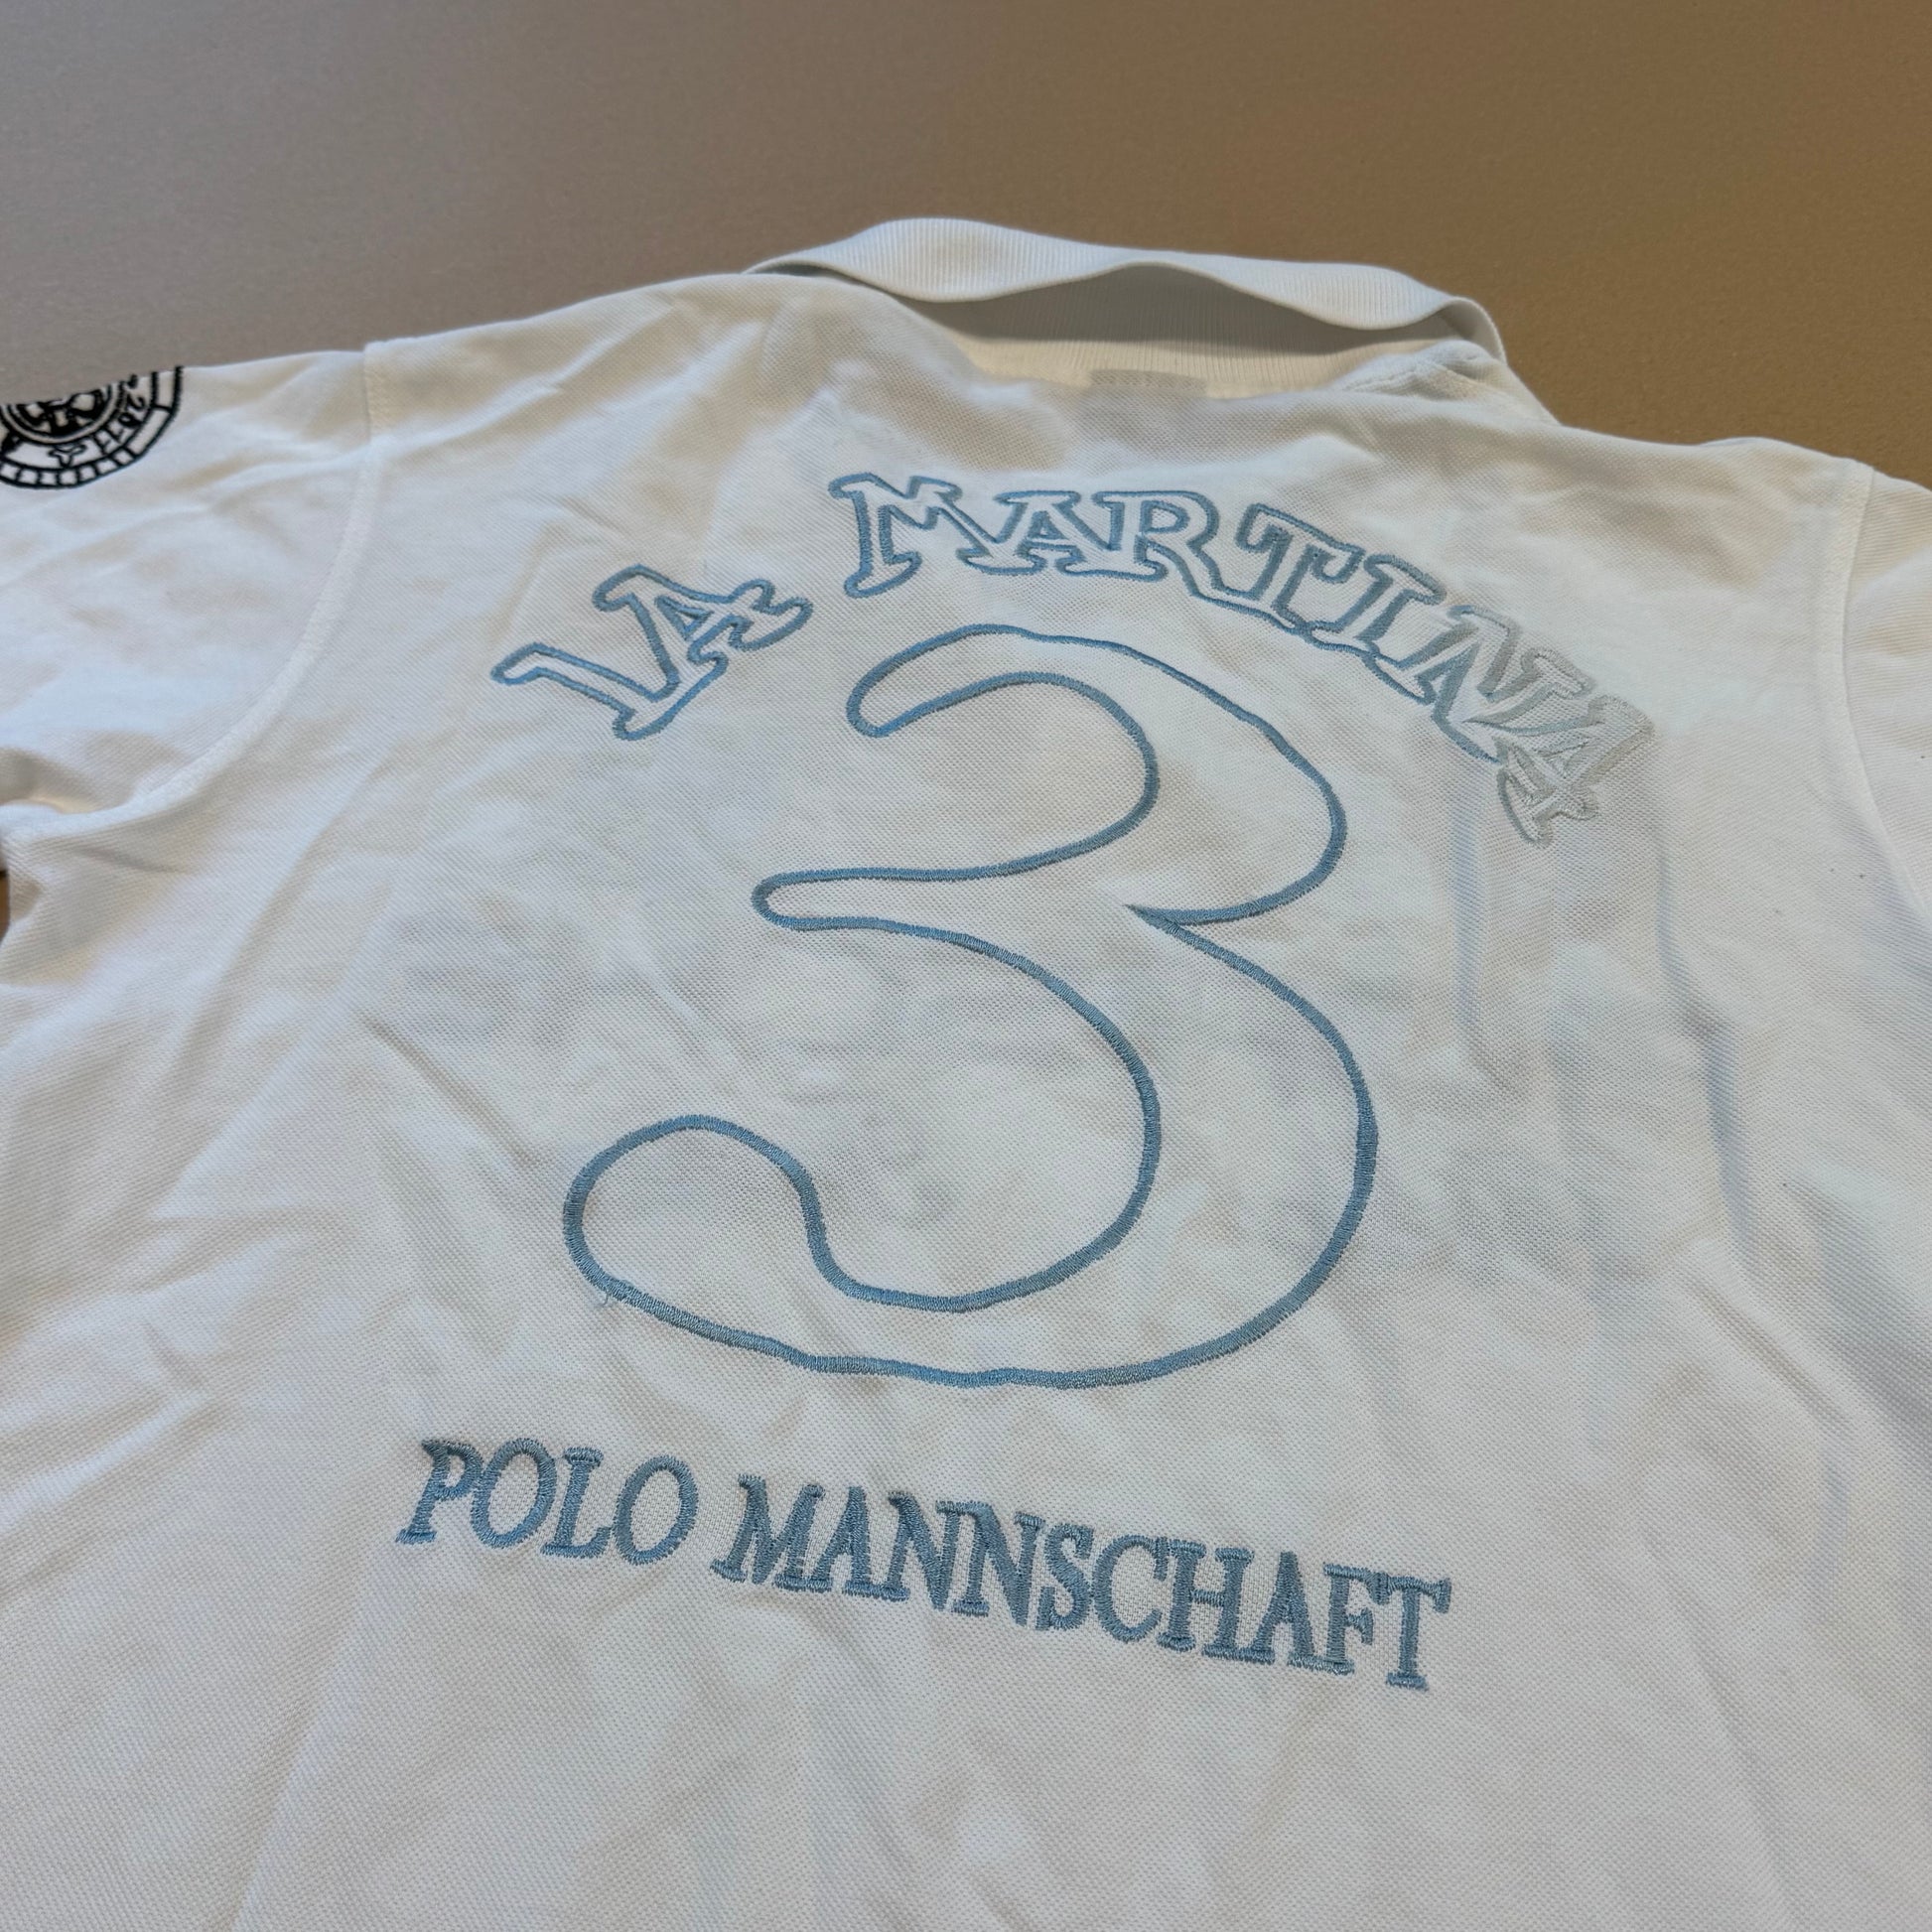 LA MARTINA
3
POLO MANNSCHAFT